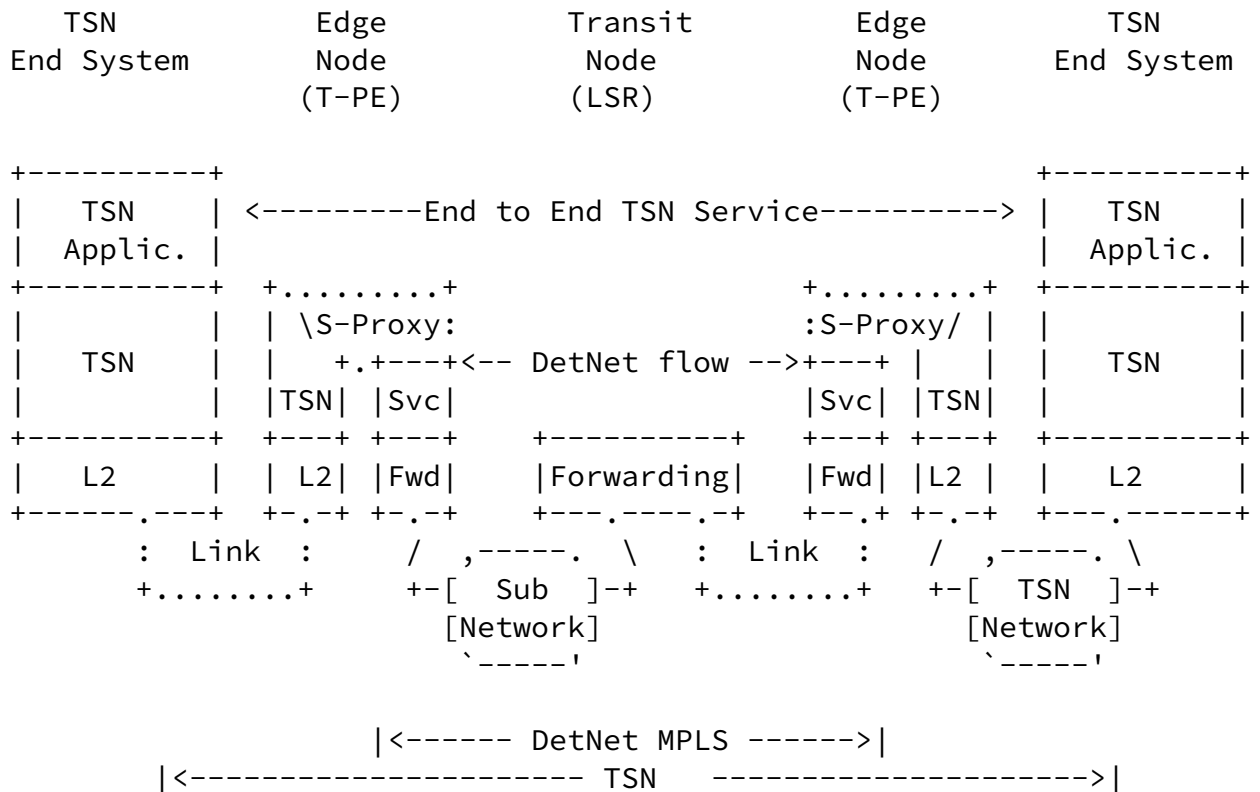 TSN          Edge         Transit         Edge          TSN
End System      Node          Node           Node       End System
               (T-PE)         (LSR)         (T-PE)

+----------+                                             +----------+
|   TSN    | <---------End to End TSN Service----------> |   TSN    |
|  Applic. |                                             |  Applic. |
+----------+  +.........+                   +.........+  +----------+
|          |  | \S-Proxy:                   :S-Proxy/ |  |          |
|   TSN    |  |   +.+---+<-- DetNet flow -->+---+ |   |  |   TSN    |
|          |  |TSN| |Svc|                   |Svc| |TSN|  |          |
+----------+  +---+ +---+    +----------+   +---+ +---+  +----------+
|   L2     |  | L2| |Fwd|    |Forwarding|   |Fwd| |L2 |  |   L2     |
+------.---+  +-.-+ +-.-+    +---.----.-+   +--.+ +-.-+  +---.------+
       :  Link  :    /  ,-----.  \   :  Link  :    /  ,-----. \
       +........+    +-[  Sub  ]-+   +........+    +-[  TSN  ]-+
                       [Network]                     [Network]
                        `-----'                       `-----'

                   |<------ DetNet MPLS ------>|
        |<---------------------- TSN   --------------------->|